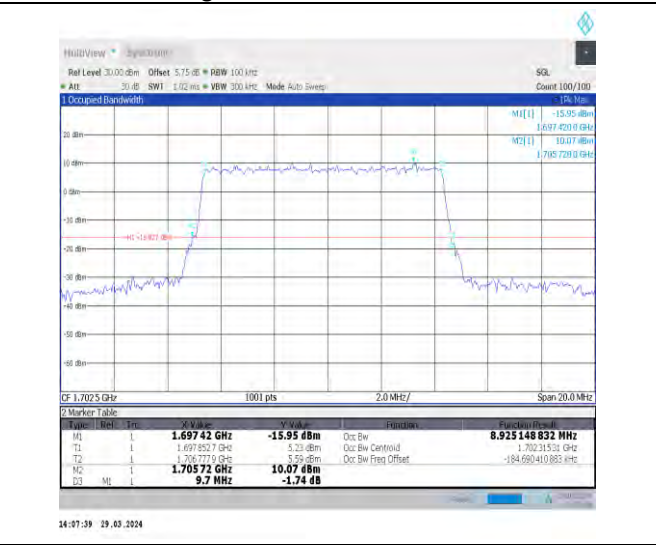 MultiView Spectrum
Ref Level 30.00 dBm Offset 5.75 dB RBW 100 kHz SGL
Att 30 dB SWT 1.02 ms VBW 300 kHz Mode Auto Sweep Count 100/100
1 Occupied Bandwidth 1Pk Max
M1[1] -15.95 dBm
1.697420 0 GHz
M2[1] 10.07 dBm
1.705720 0 GHz
20 dBm
10 dBm
0 dBm
-10 dBm
-20 dBm
-30 dBm
-40 dBm
-50 dBm
-60 dBm
CF 1.7025 GHz 1001 pts 2.0 MHz/ Span 20.0 MHz
2 Marker Table
Type Ref Trc X-Value Y-Value Function Function Result
M1 1 1.697 42 GHz -15.95 dBm Occ Bw 8.925 148 832 MHz
T1 1 1.697 852 7 GHz 5.23 dBm Occ Bw Centroid 1.702 315 31 GHz
T2 1 1.706 777 9 GHz 5.59 dBm Occ Bw Freq Offset -184.690 410 883 kHz
M2 1 1.705 72 GHz 10.07 dBm
D3 M1 1 9.7 MHz -1.74 dB
14:07:39 29.03.2024